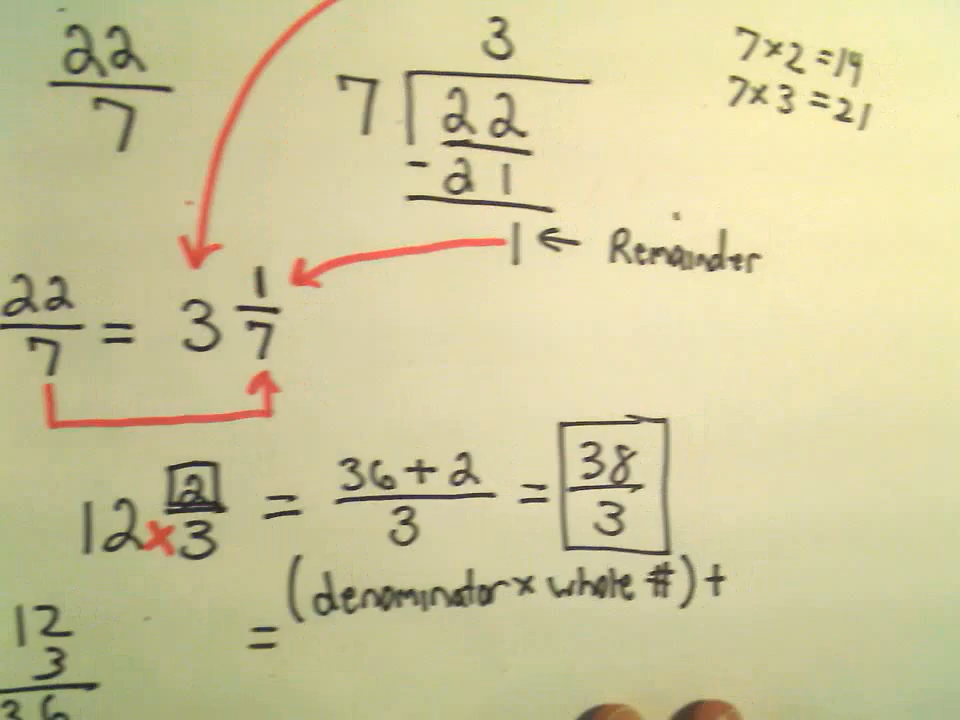 22
7
3
7 22
- 21
1 ← Remainder
7×2=14
7×3=21
22/7 = 3 1/7
12 × 2/3 = 36+2/3 = 38/3
= (denominator × whole #) +
12
3
36